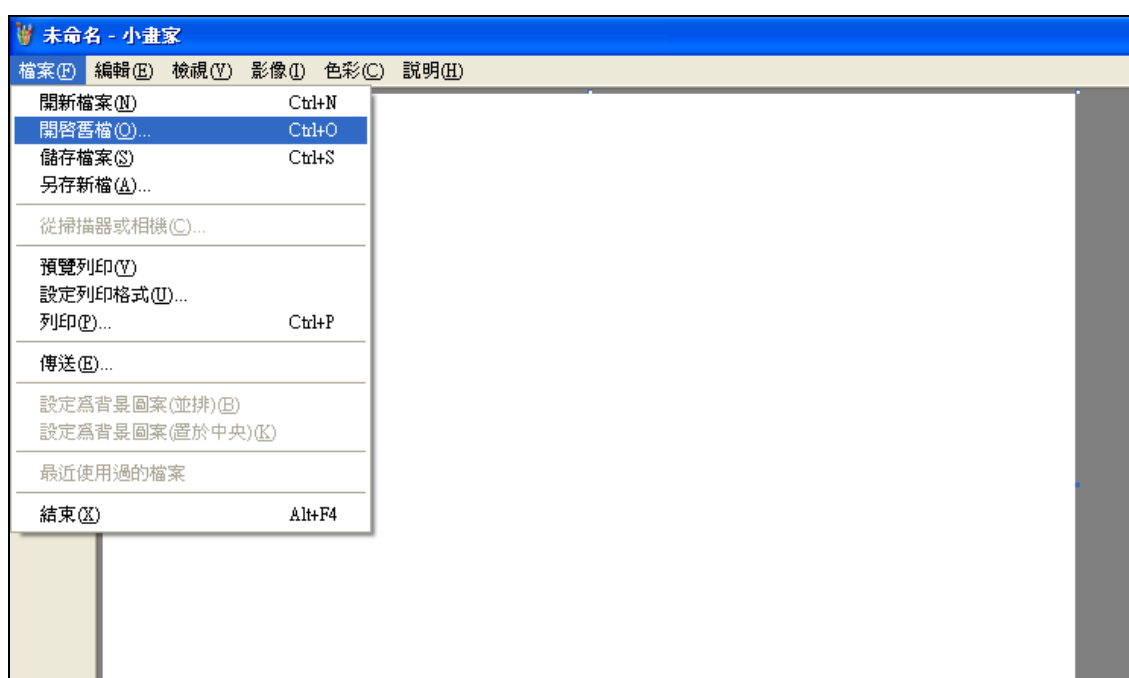 未命名 - 小畫家
檔案(F) 編輯(E) 檢視(V) 影像(I) 色彩(C) 說明(H)
開新檔案(N) Ctrl+N
開啓舊檔(O)... Ctrl+O
儲存檔案(S) Ctrl+S
另存新檔(A)...
從掃描器或相機(C)...
預覽列印(V)
設定列印格式(U)...
列印(P)... Ctrl+P
傳送(E)...
設定爲背景圖案(並排)(B)
設定爲背景圖案(置於中央)(K)
最近使用過的檔案
結束(X) Alt+F4